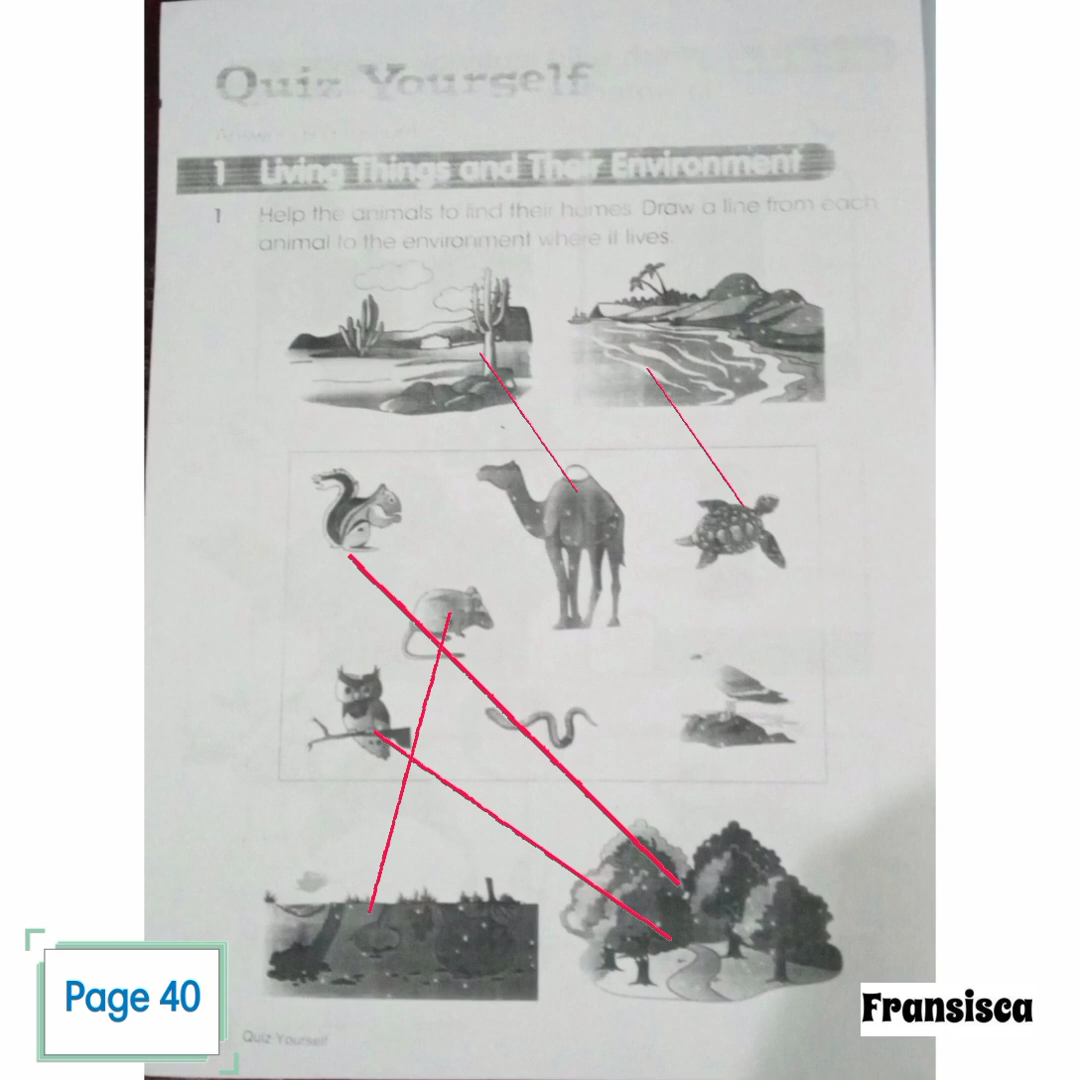 Quiz Yourself
1 Living Things and Their Environment
1 Help the animals to find their homes. Draw a line from each
animal to the environment where it lives.
Page 40
Fransisca
Quiz Yourself